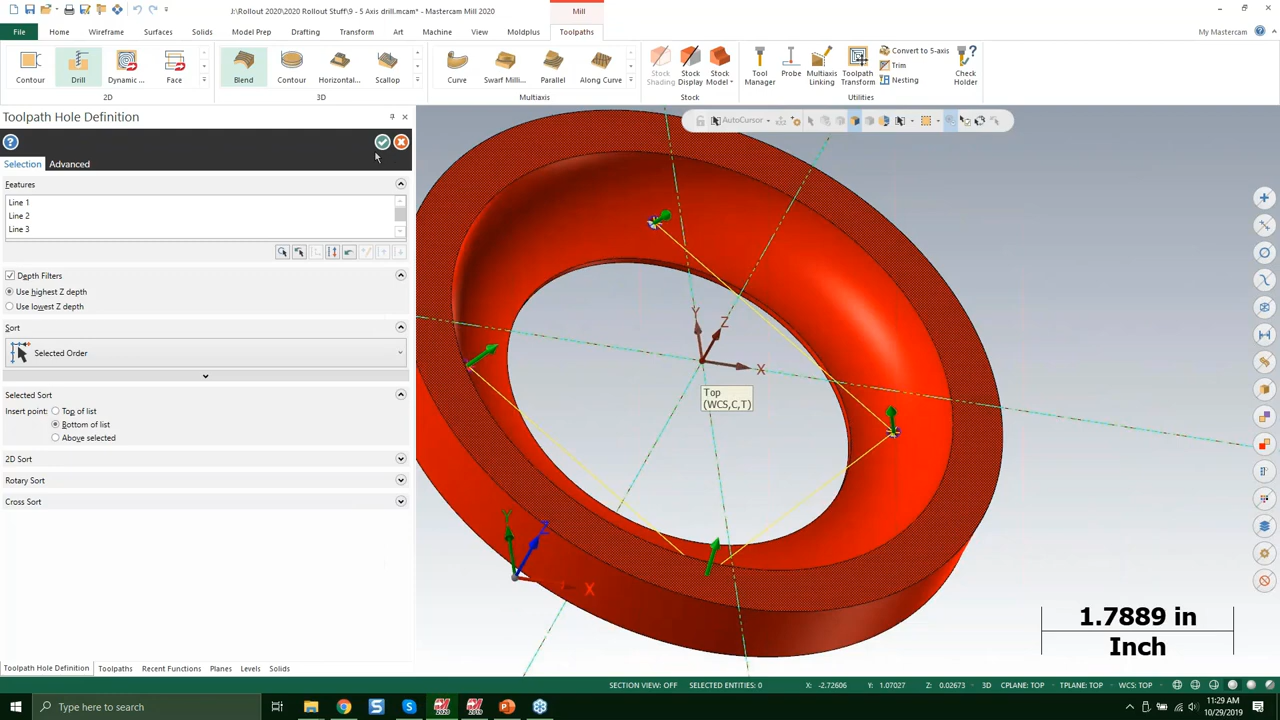 J:\Rollout 2020\2020 Rollout Stuff\9 - 5 Axis drill.mcam* - Mastercam Mill 2020
Mill
File Home Wireframe Surfaces Solids Model Prep Drafting Transform Art Machine View Moldplus Toolpaths
My Mastercam
Contour Drill Dynamic ... Face
2D
Blend Contour Horizontal... Scallop
3D
Curve Swarf Milli... Parallel Along Curve
Multiaxis
Stock Shading
Stock Display
Stock Model
Stock
Tool Manager
Probe
Multiaxis Linking
Toolpath Transform
Convert to 5-axis
Trim
Nesting
Check Holder
Utilities
Toolpath Hole Definition
AutoCursor
Selection Advanced
Features
Line 1
Line 2
Line 3
Depth Filters
Use highest Z depth
Use lowest Z depth
Sort
Selected Order
Selected Sort
Insert point: Top of list
Bottom of list
Above selected
2D Sort
Rotary Sort
Cross Sort
Y
Z
X
Top
(WCS,C,T)
Y
Z
X
1.7889 in
Inch
Toolpath Hole Definition Toolpaths Recent Functions Planes Levels Solids
SECTION VIEW: OFF SELECTED ENTITIES: 0 X: -2.72606 Y: 1.07027 Z: 0.02673 3D CPLANE: TOP TPLANE: TOP WCS: TOP
Type here to search
11:29 AM
10/29/2019